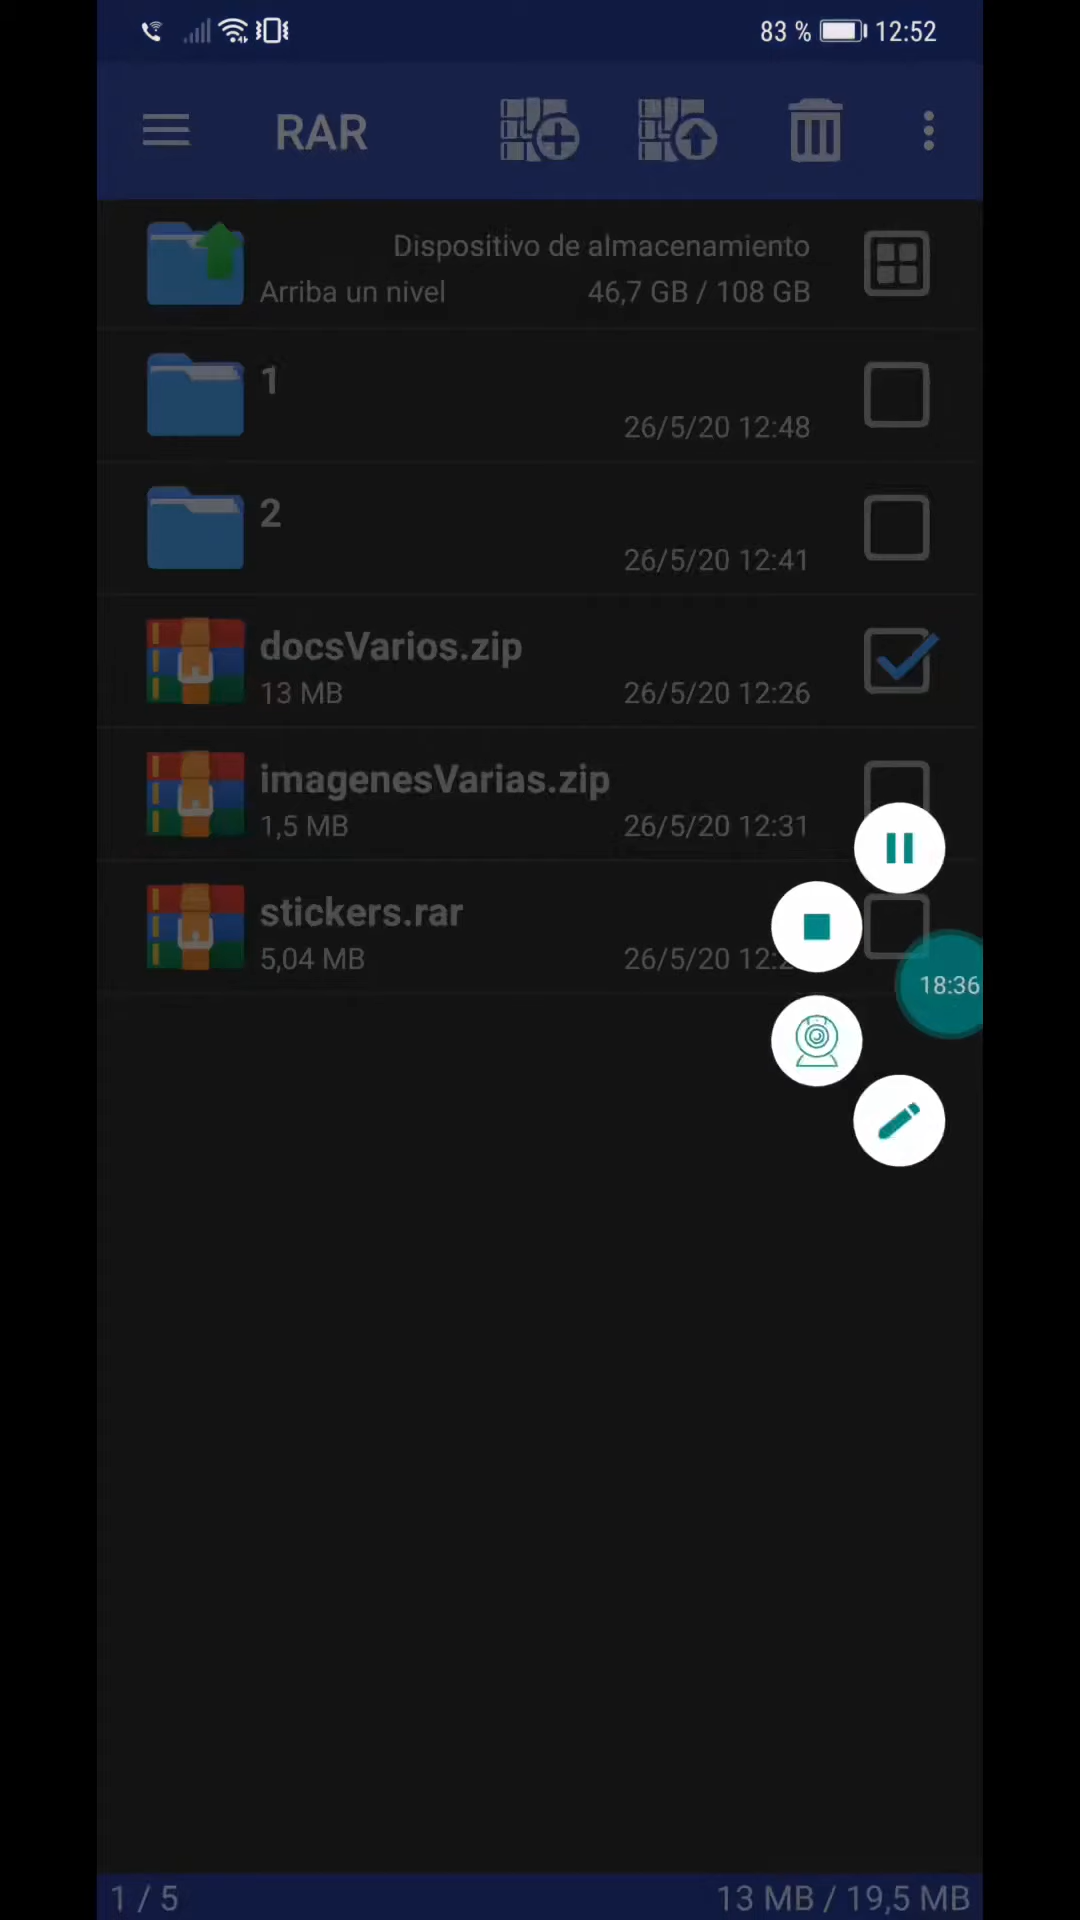 83 % 12:52
RAR
Dispositivo de almacenamiento
Arriba un nivel 46,7 GB / 108 GB
1
26/5/20 12:48
2
26/5/20 12:41
docsVarios.zip
13 MB 26/5/20 12:26
imagenesVarias.zip
1,5 MB 26/5/20 12:31
stickers.rar
5,04 MB 26/5/20
18:36
1 / 5 13 MB / 19,5 MB